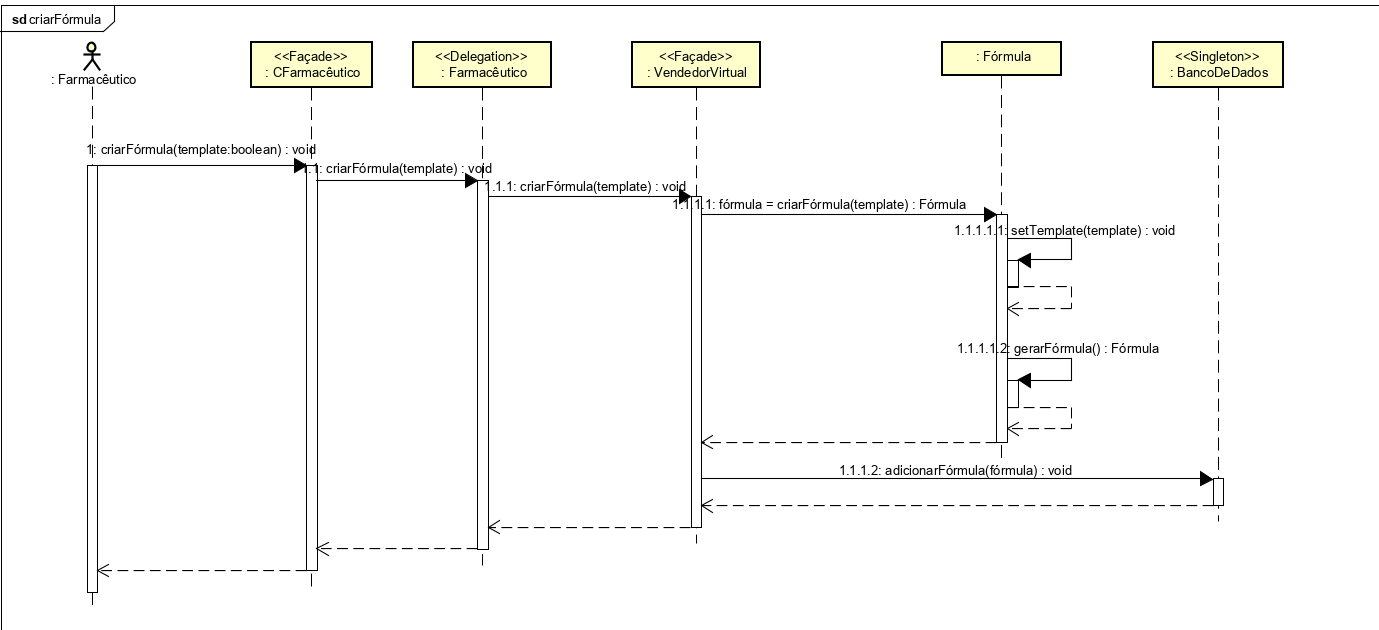 sd criarFórmula
: Farmacêutico
<<Façade>>
: CFarmacêutico
<<Delegation>>
: Farmacêutico
<<Façade>>
: VendedorVirtual
: Fórmula
<<Singleton>>
: BancoDeDados
1: criarFórmula(template:boolean) : void
1.1: criarFórmula(template) : void
1.1.1: criarFórmula(template) : void
1.1.1.1: fórmula = criarFórmula(template) : Fórmula
1.1.1.1.1: setTemplate(template) : void
1.1.1.1.2: gerarFórmula() : Fórmula
1.1.1.2: adicionarFórmula(fórmula) : void